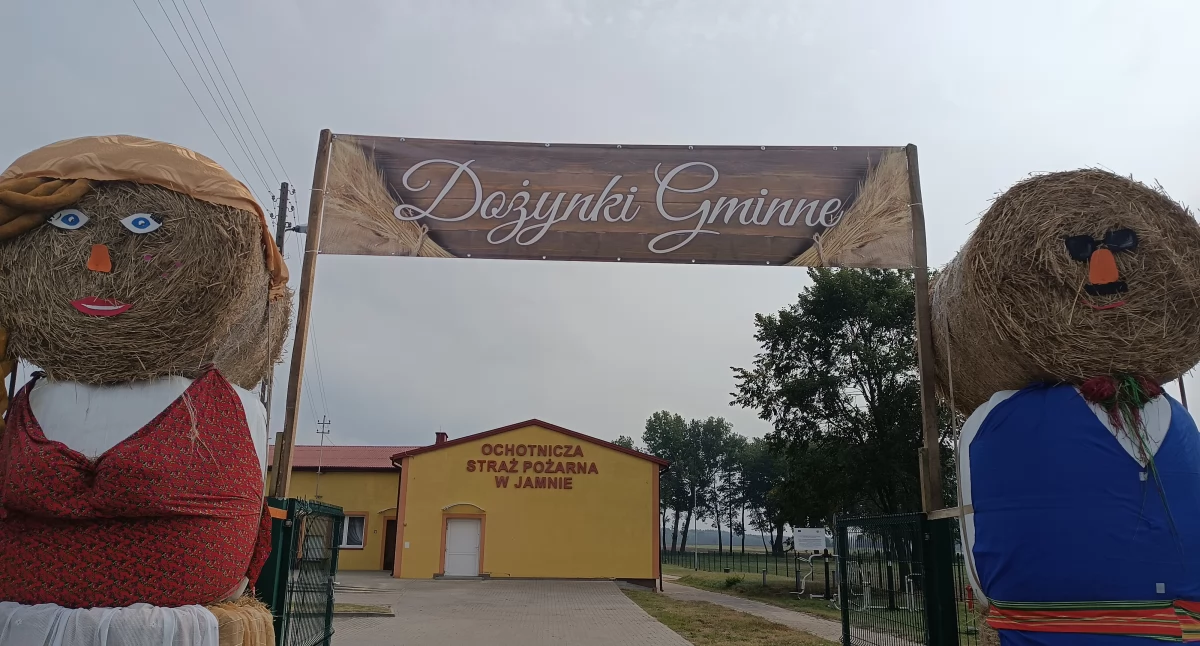 Dożynki Gminne
OCHOTNICZA
STRAŻ POŻARNA
W JAMNIE